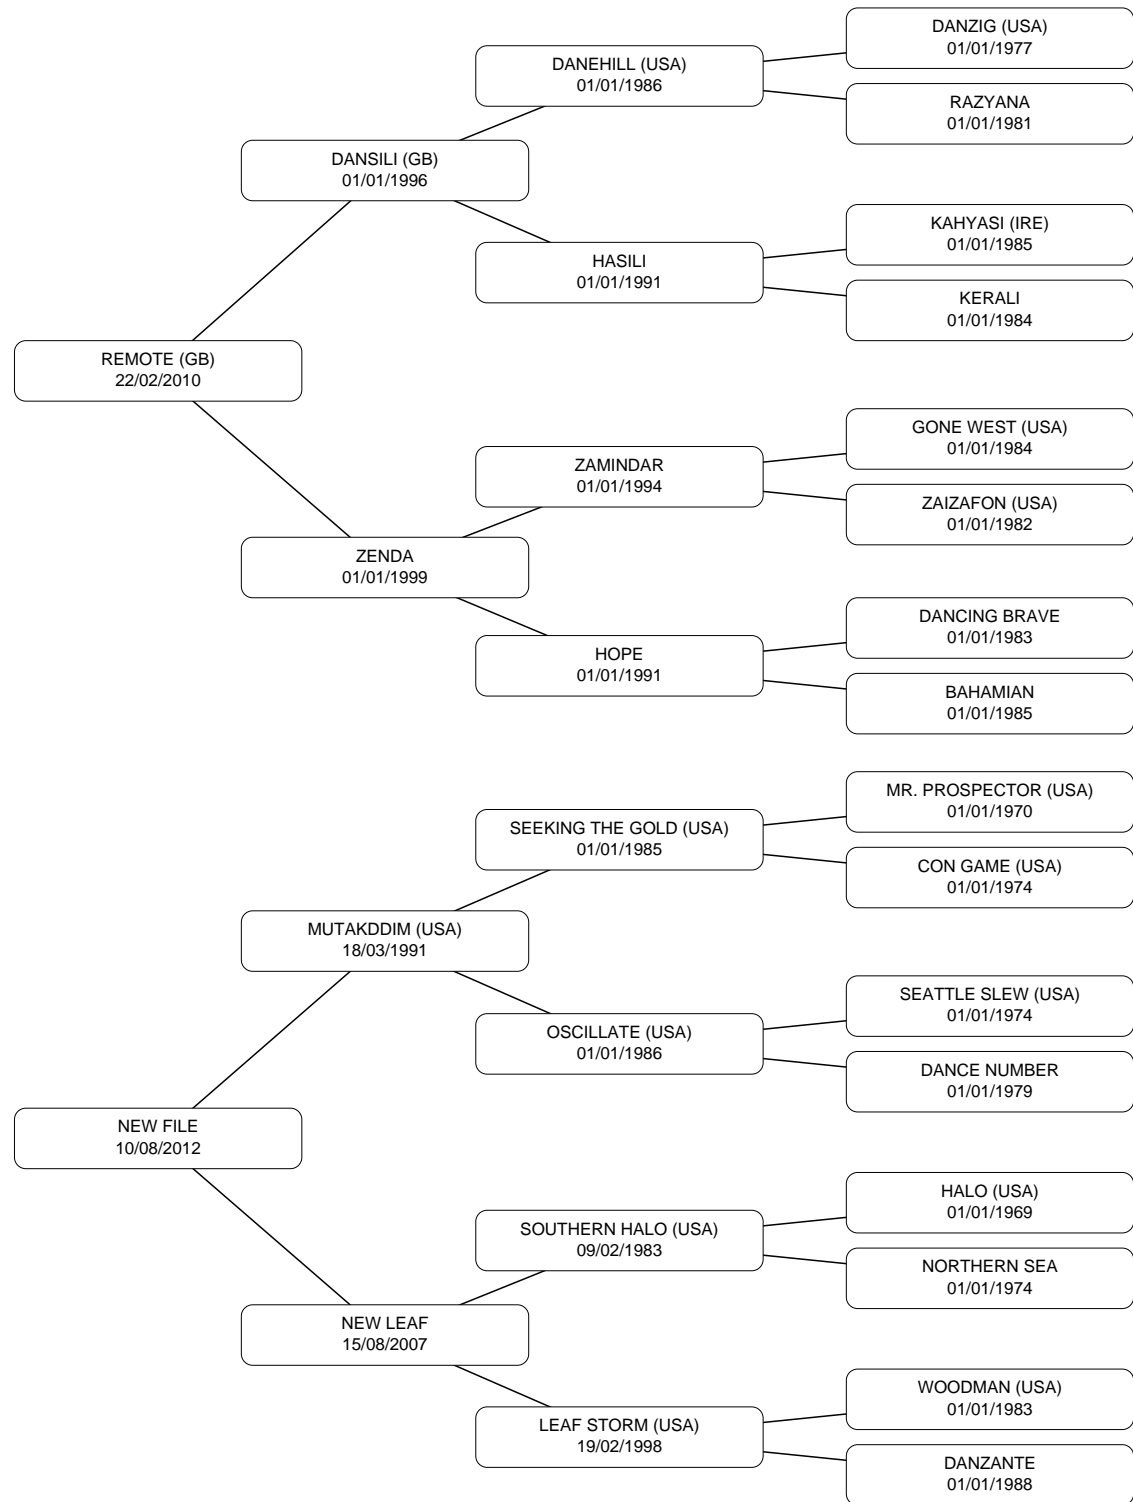 DANZIG (USA)
01/01/1977
DANEHILL (USA)
01/01/1986
RAZYANA
01/01/1981
DANSILI (GB)
01/01/1996
KAHYASI (IRE)
01/01/1985
HASILI
01/01/1991
KERALI
01/01/1984
REMOTE (GB)
22/02/2010
GONE WEST (USA)
01/01/1984
ZAMINDAR
01/01/1994
ZAIZAFON (USA)
01/01/1982
ZENDA
01/01/1999
DANCING BRAVE
01/01/1983
HOPE
01/01/1991
BAHAMIAN
01/01/1985
MR. PROSPECTOR (USA)
01/01/1970
SEEKING THE GOLD (USA)
01/01/1985
CON GAME (USA)
01/01/1974
MUTAKDDIM (USA)
18/03/1991
SEATTLE SLEW (USA)
01/01/1974
OSCILLATE (USA)
01/01/1986
DANCE NUMBER
01/01/1979
NEW FILE
10/08/2012
HALO (USA)
01/01/1969
SOUTHERN HALO (USA)
09/02/1983
NORTHERN SEA
01/01/1974
NEW LEAF
15/08/2007
WOODMAN (USA)
01/01/1983
LEAF STORM (USA)
19/02/1998
DANZANTE
01/01/1988